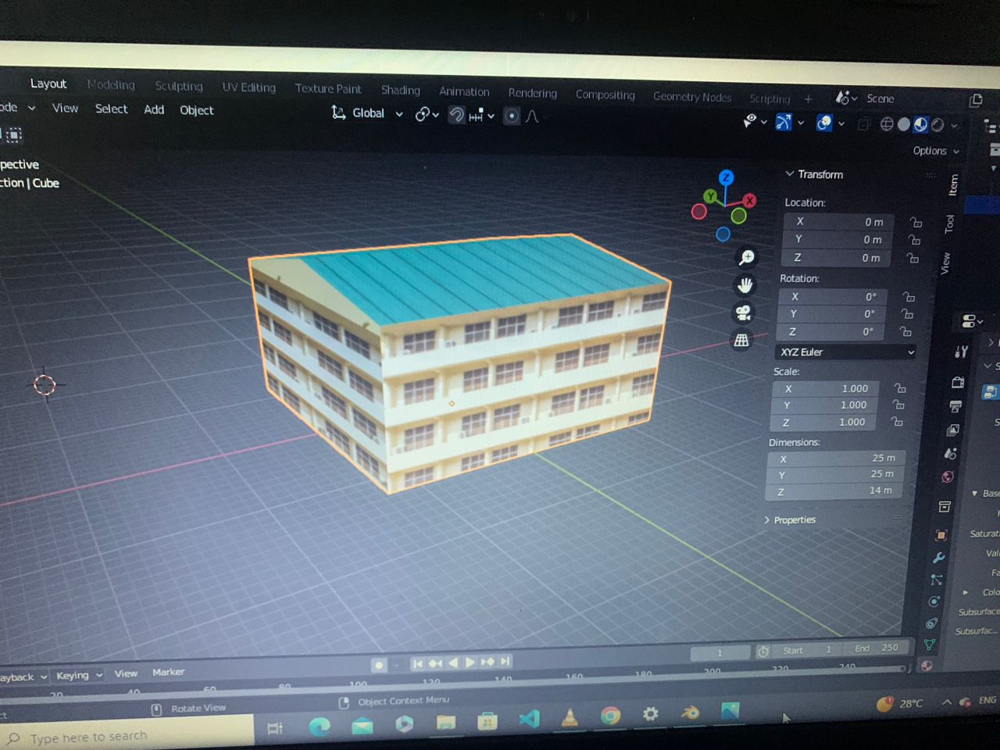 Layout Modeling Sculpting UV Editing Texture Paint Shading Animation Rendering Compositing Geometry Nodes Scripting + Scene
ode View Select Add Object Global
Options
pective
ction | Cube
Z
Y
X
Transform
Location:
X 0 m
Y 0 m
Z 0 m
Rotation:
X 0°
Y 0°
Z 0°
XYZ Euler
Scale:
X 1.000
Y 1.000
Z 1.000
Dimensions:
X 25 m
Y 25 m
Z 14 m
Properties
Item
Tool
View
Base
Saturat
Val
Fa
Colo
Subsurface
Subsurfac...
1 Start 1 End 250
ayback Keying View Marker
20 40 60 80 100 120 140 160 180 200 220 240
ct Rotate View Object Context Menu
Type here to search
28°C ENG